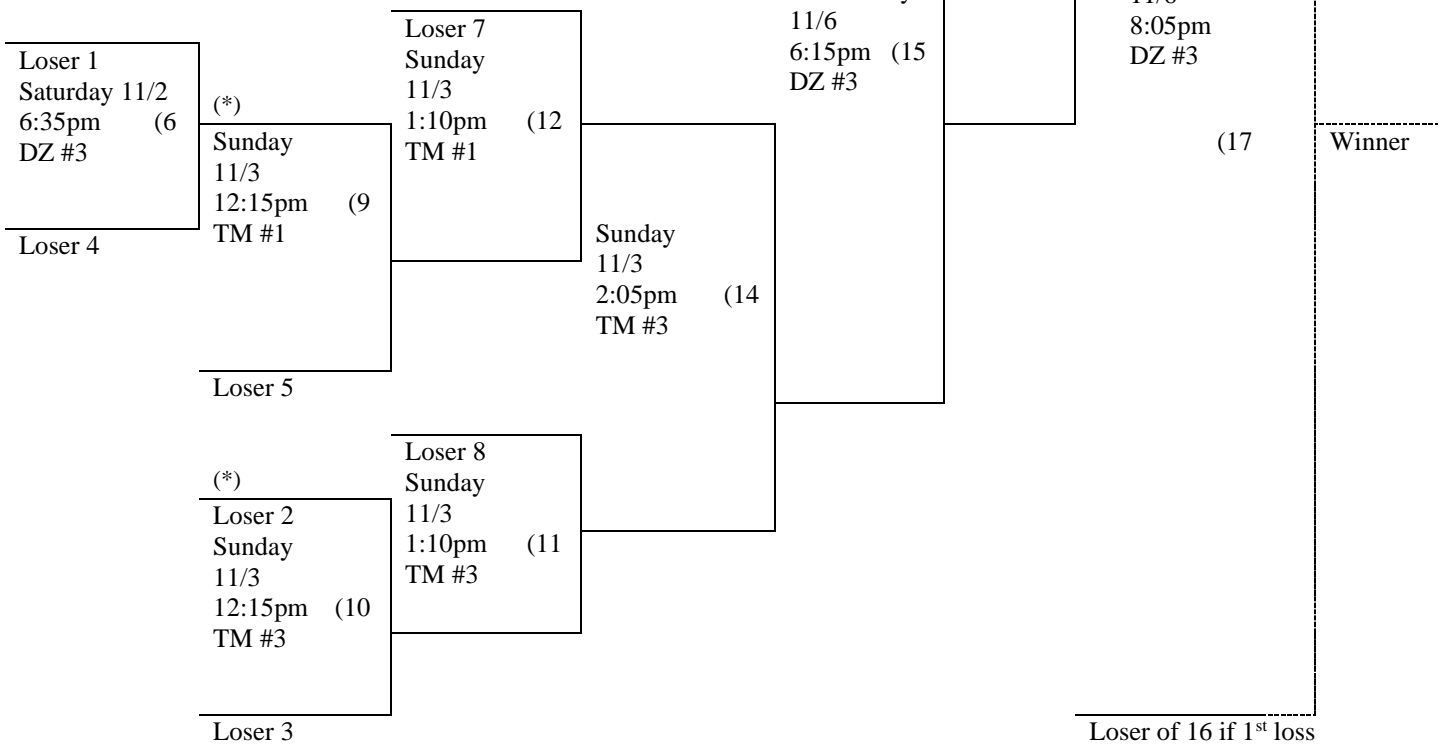 Loser 1
Saturday 11/2
6:35pm (6
DZ #3
Loser 4
(*)
Sunday
11/3
12:15pm (9
TM #1
Loser 5
(*)
Loser 2
Sunday
11/3
12:15pm (10
TM #3
Loser 3
Loser 7
Sunday
11/3
1:10pm (12
TM #1
Loser 8
Sunday
11/3
1:10pm (11
TM #3
Sunday
11/3
2:05pm (14
TM #3
11/6
6:15pm (15
DZ #3
8:05pm
DZ #3
(17
Winner
Loser of 16 if 1st loss